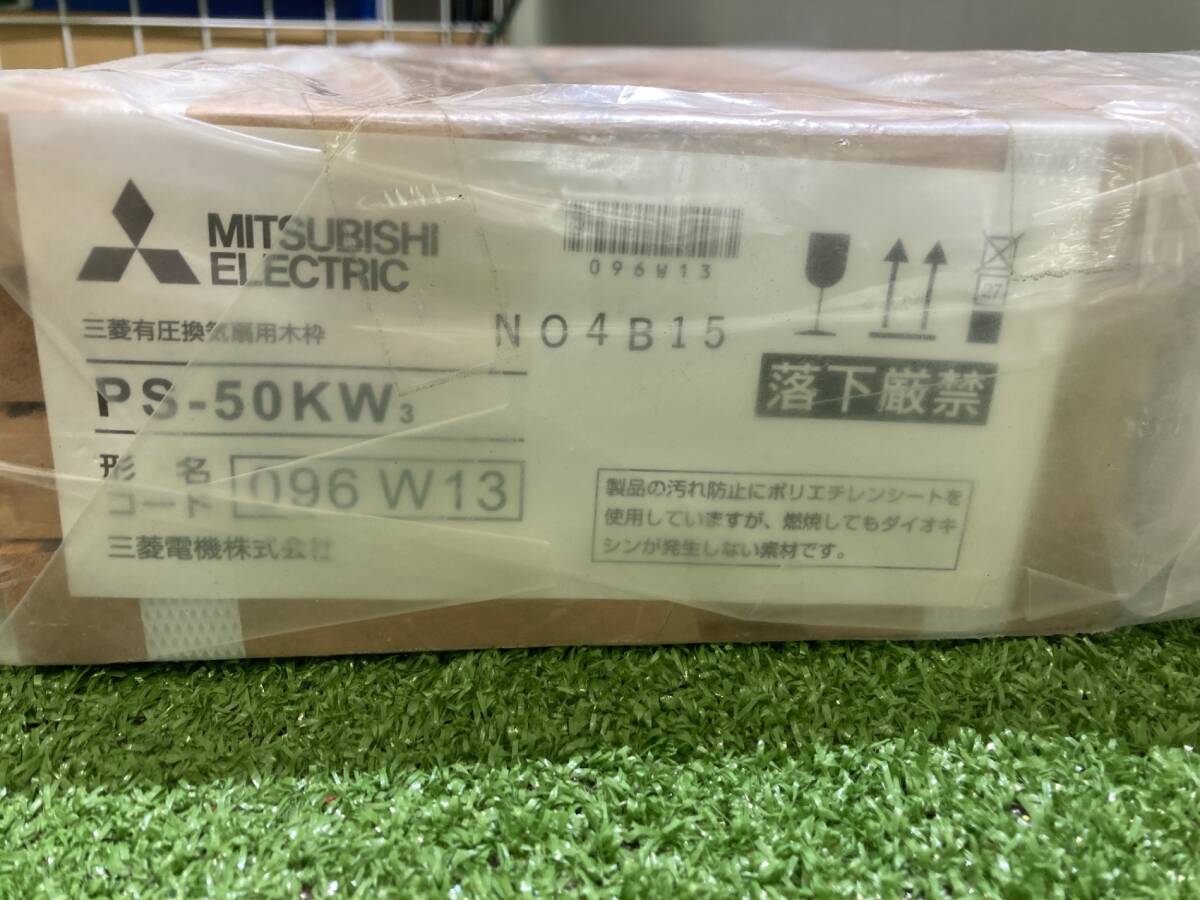 MITSUBISHI
ELECTRIC
三菱有圧換気扇用木枠
PS-50KW₃
形名
コード
096 W13
三菱電機株式会社
096W13
NO4B15
27
落下厳禁
製品の汚れ防止にポリエチレンシートを
使用していますが、燃焼してもダイオキ
シンが発生しない素材です。